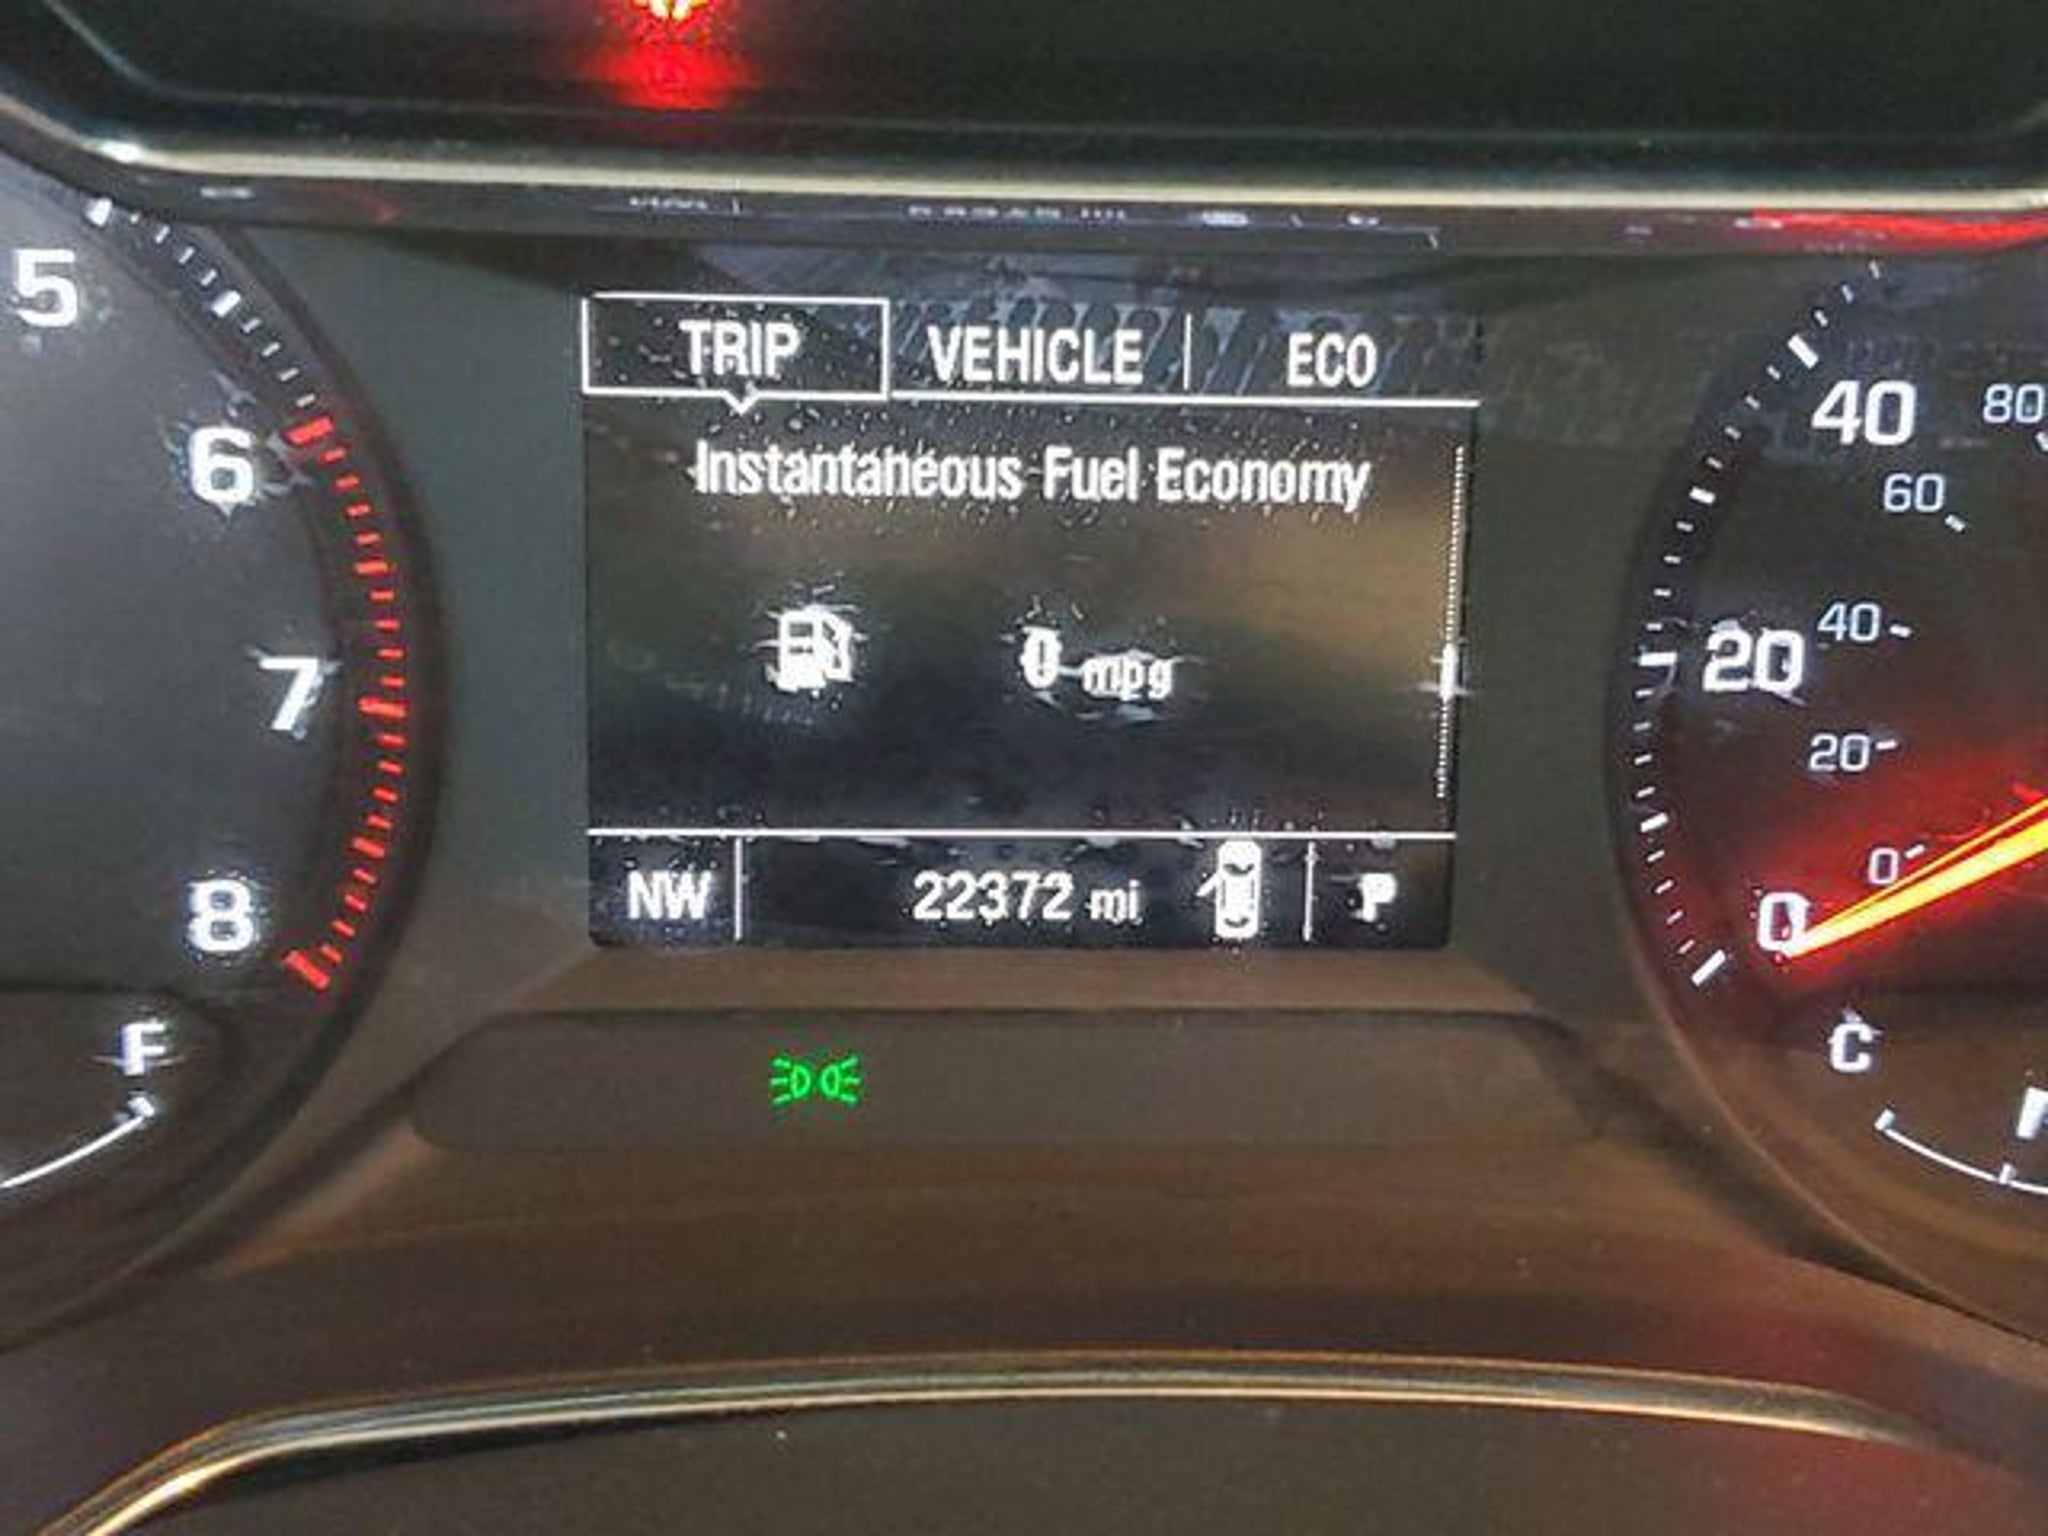 TRIP VEHICLE ECO
Instantaneous Fuel Economy
0 mpg
NW 22372 mi P
5
6
7
8
F
40 80
60
20 40
20
0
0
C